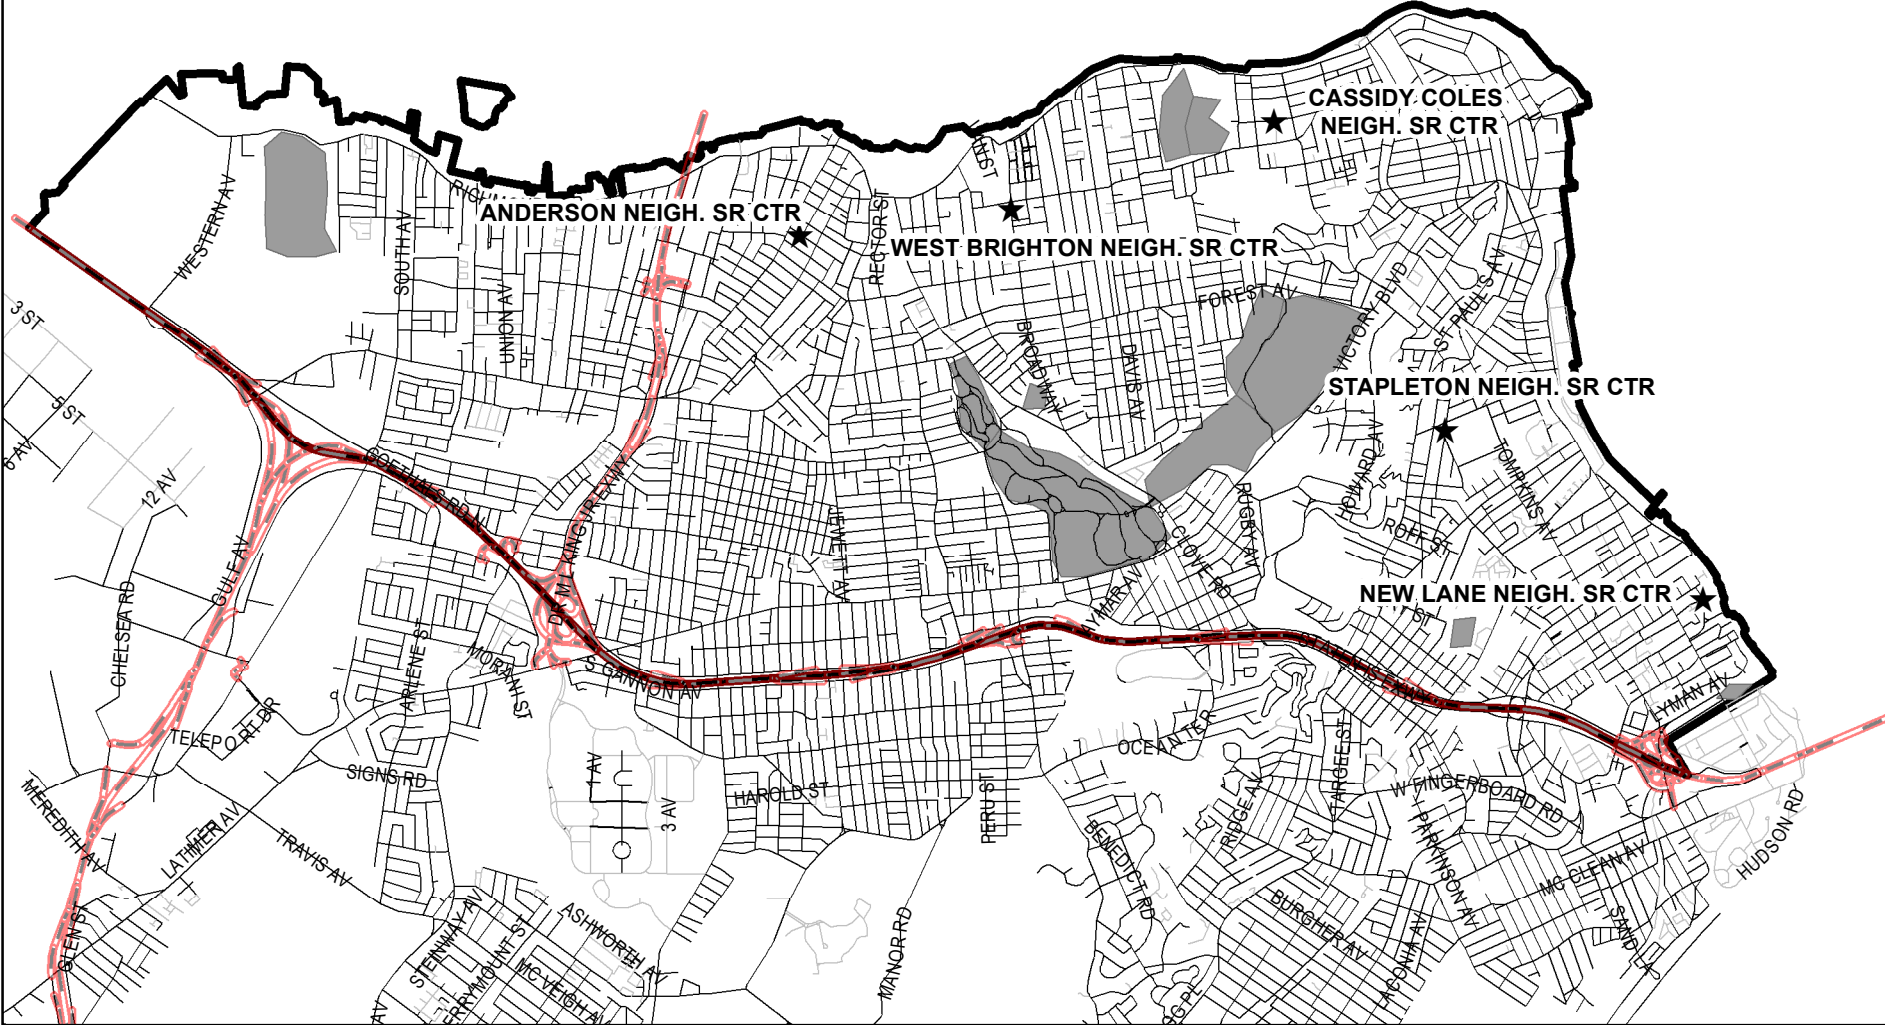 CASSIDY COLES
NEIGH. SR CTR
ANDERSON NEIGH. SR CTR
WEST BRIGHTON NEIGH. SR CTR
WESTERN AV
SOUTH AV
UNION AV
RECTOR ST
FOREST AV
VICTORY BLVD
ST PAUL'S AV
BROADWAY
DAVIS AV
STAPLETON NEIGH. SR CTR
3 ST
5 ST
6 AV
12 AV
GOETHALS RD N
DR M L KING JR EXWY
JEWETT AV
HOWARD AV
TOMPKINS AV
RUGBY AV
ROFF ST
CLOVE RD
NEW LANE NEIGH. SR CTR
GULF AV
CHELSEA RD
ARLENE ST
MORANI ST
S GANNON AV
LYMAN AV
TELEPORT DR
SIGNS RD
OCEAN TER
TARGEE ST
1 AV
3 AV
HAROLD ST
PERU ST
RIDGE AV
W FINGERBOARD RD
HUDSON RD
MEREDITH AV
LATIMER AV
TRAVIS AV
BENEDICT RD
PARKINSON AV
MC CLEAN AV
GLEN ST
STEINWAY AV
ASHWORTH AV
MC VEIGH AV
MANOR RD
BURGHER AV
LACONIA AV